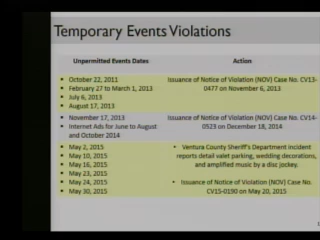 Temporary Events Violations
Unpermitted Events Dates
Action
October 22, 2011
February 27 to March 1, 2013
July 6, 2013
August 17, 2013
Issuance of Notice of Violation (NOV) Case No. CV13-
0477 on November 6, 2013
November 17, 2013
Internet Ads for June to August
and October 2014
Issuance of Notice of Violation (NOV) Case No. CV14-
0523 on December 18, 2014
May 2, 2015
May 10, 2015
May 16, 2015
May 23, 2015
May 24, 2015
May 30, 2015
Ventura County Sheriff's Department incident
reports detail valet parking, wedding decorations,
and amplified music by a disc jockey.
Issuance of Notice of Violation (NOV) Case No.
CV15-0190 on May 20, 2015